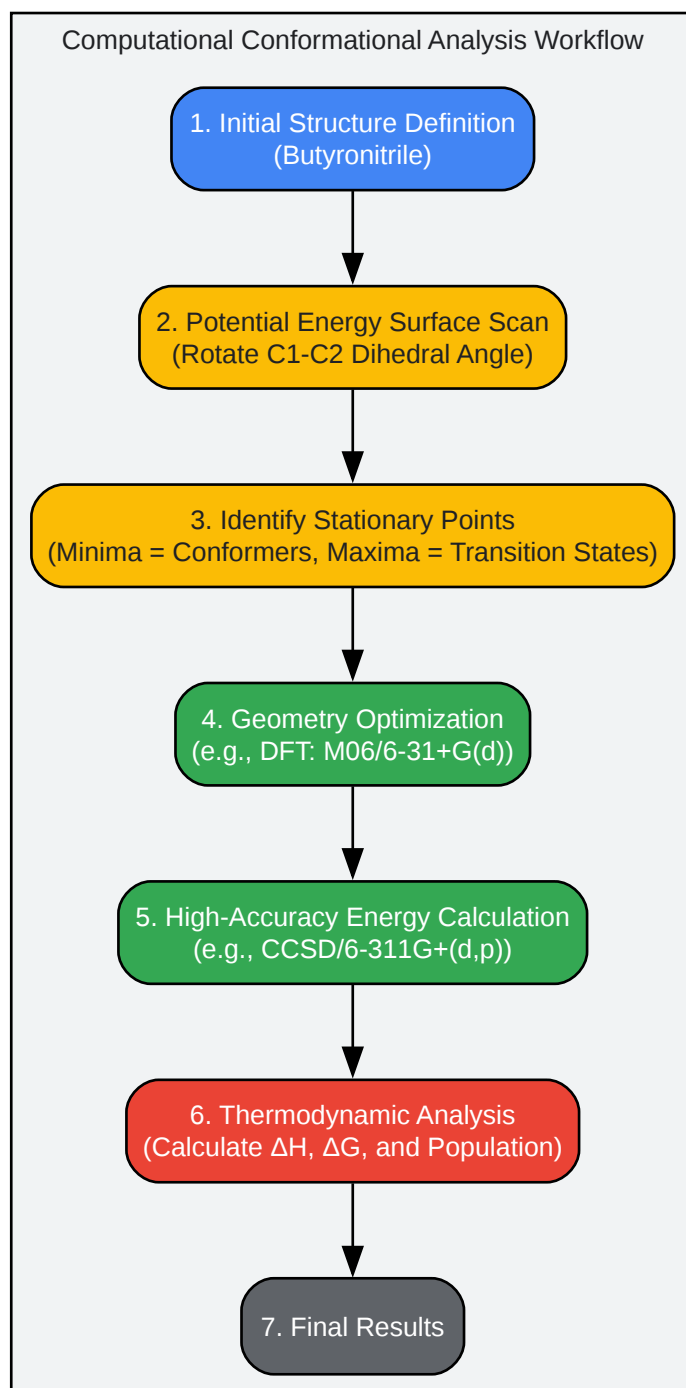 Computational Conformational Analysis Workflow
1. Initial Structure Definition
(Butyronitrile)
2. Potential Energy Surface Scan
(Rotate C1-C2 Dihedral Angle)
3. Identify Stationary Points
(Minima = Conformers, Maxima = Transition States)
4. Geometry Optimization
(e.g., DFT: M06/6-31+G(d))
5. High-Accuracy Energy Calculation
(e.g., CCSD/6-311G+(d,p))
6. Thermodynamic Analysis
(Calculate ΔH, ΔG, and Population)
7. Final Results